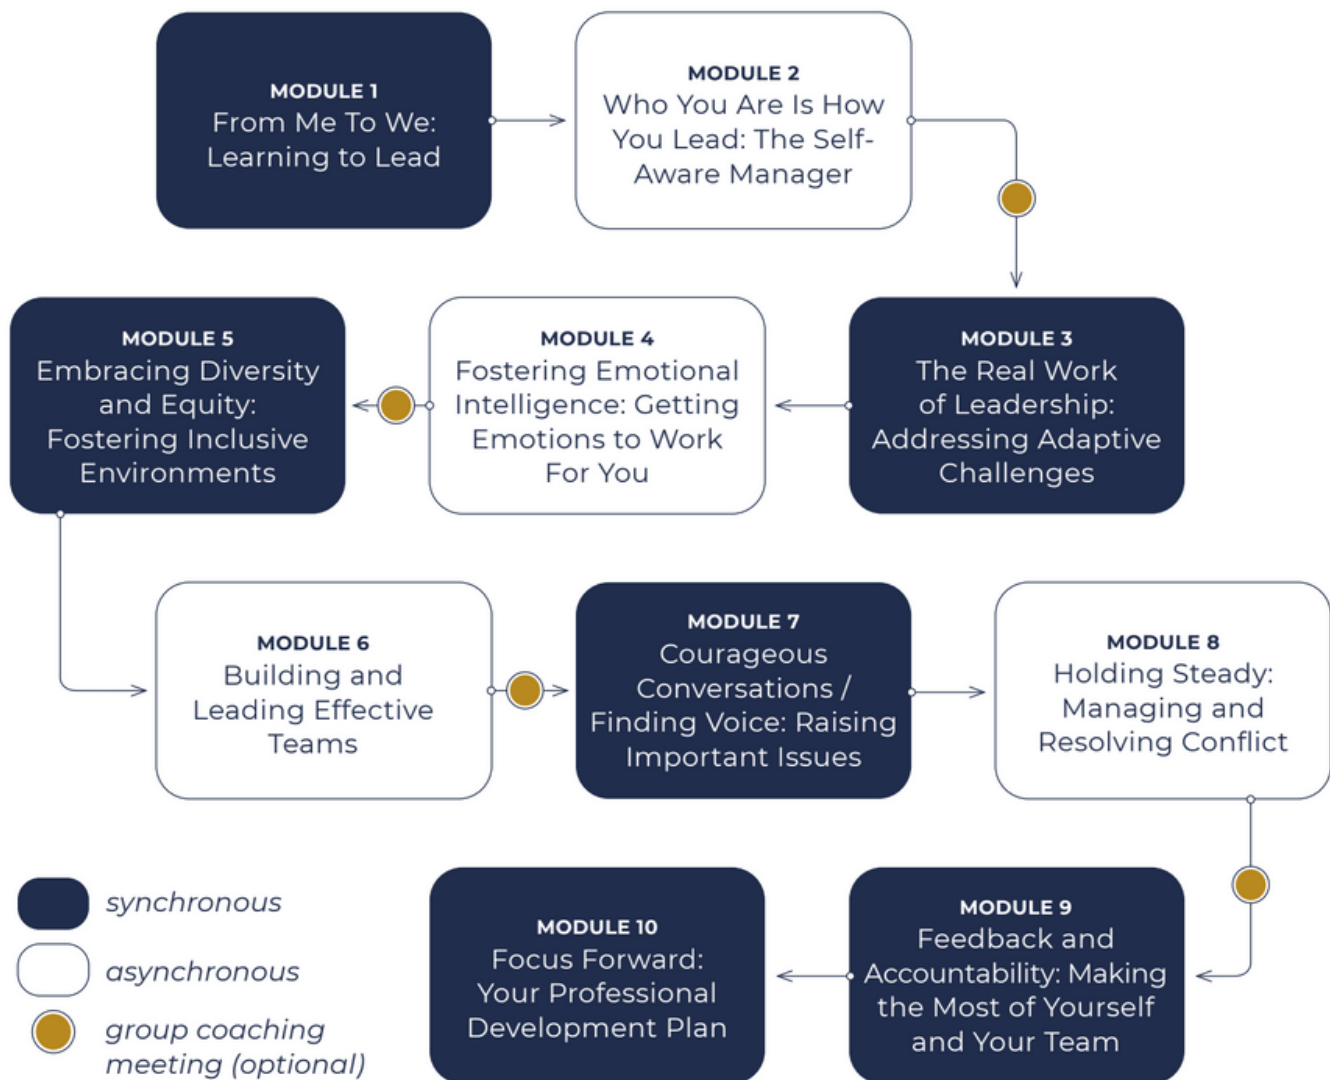 MODULE 1
From Me To We:
Learning to Lead
MODULE 2
Who You Are Is How
You Lead: The Self-
Aware Manager
MODULE 3
The Real Work
of Leadership:
Addressing Adaptive
Challenges
MODULE 4
Fostering Emotional
Intelligence: Getting
Emotions to Work
For You
MODULE 5
Embracing Diversity
and Equity:
Fostering Inclusive
Environments
MODULE 6
Building and
Leading Effective
Teams
MODULE 7
Courageous
Conversations /
Finding Voice: Raising
Important Issues
MODULE 8
Holding Steady:
Managing and
Resolving Conflict
MODULE 9
Feedback and
Accountability: Making
the Most of Yourself
and Your Team
MODULE 10
Focus Forward:
Your Professional
Development Plan
synchronous
asynchronous
group coaching
meeting (optional)